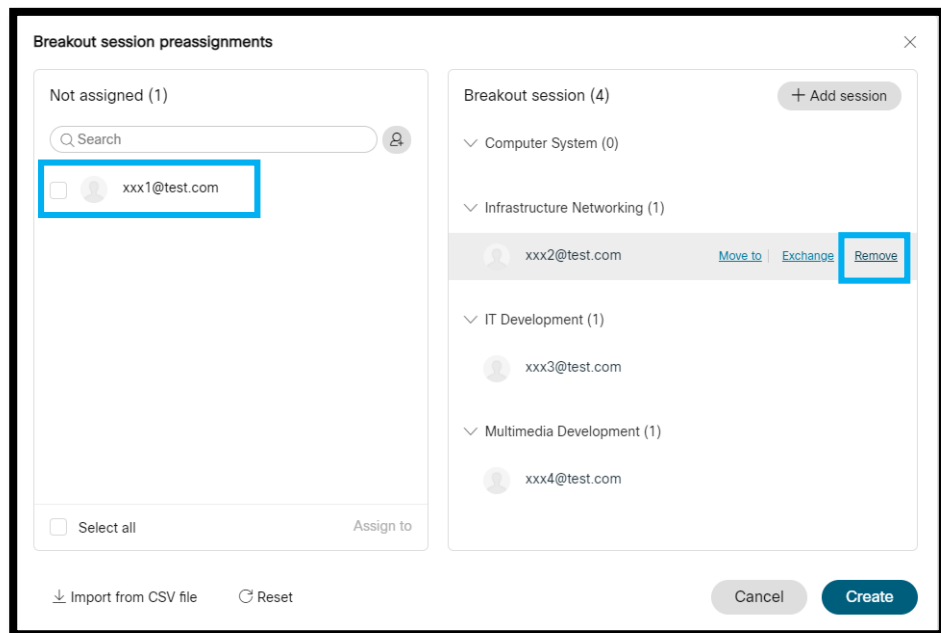 Breakout session preassignments
Not assigned (1)
Search
xxx1@test.com
Select all
Assign to
Breakout session (4)
+ Add session
Computer System (0)
Infrastructure Networking (1)
xxx2@test.com Move to | Exchange Remove
IT Development (1)
xxx3@test.com
Multimedia Development (1)
xxx4@test.com
Import from CSV file
Reset
Cancel
Create